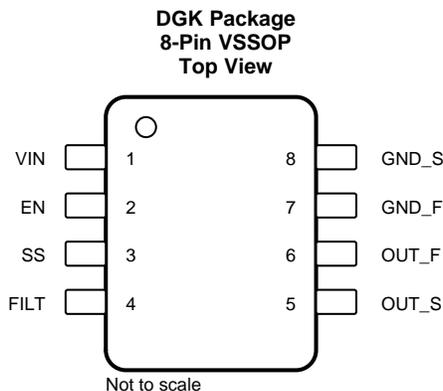 DGK Package
8-Pin VSSOP
Top View
VIN 1 8 GND_S
EN 2 7 GND_F
SS 3 6 OUT_F
FILT 4 5 OUT_S
Not to scale